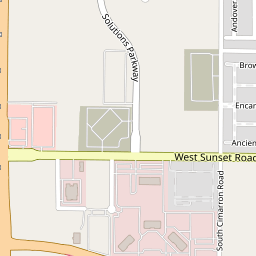 Solutions Parkway
Andover
Brow
Encan
Ancien
West Sunset Road
South Cimarron Road